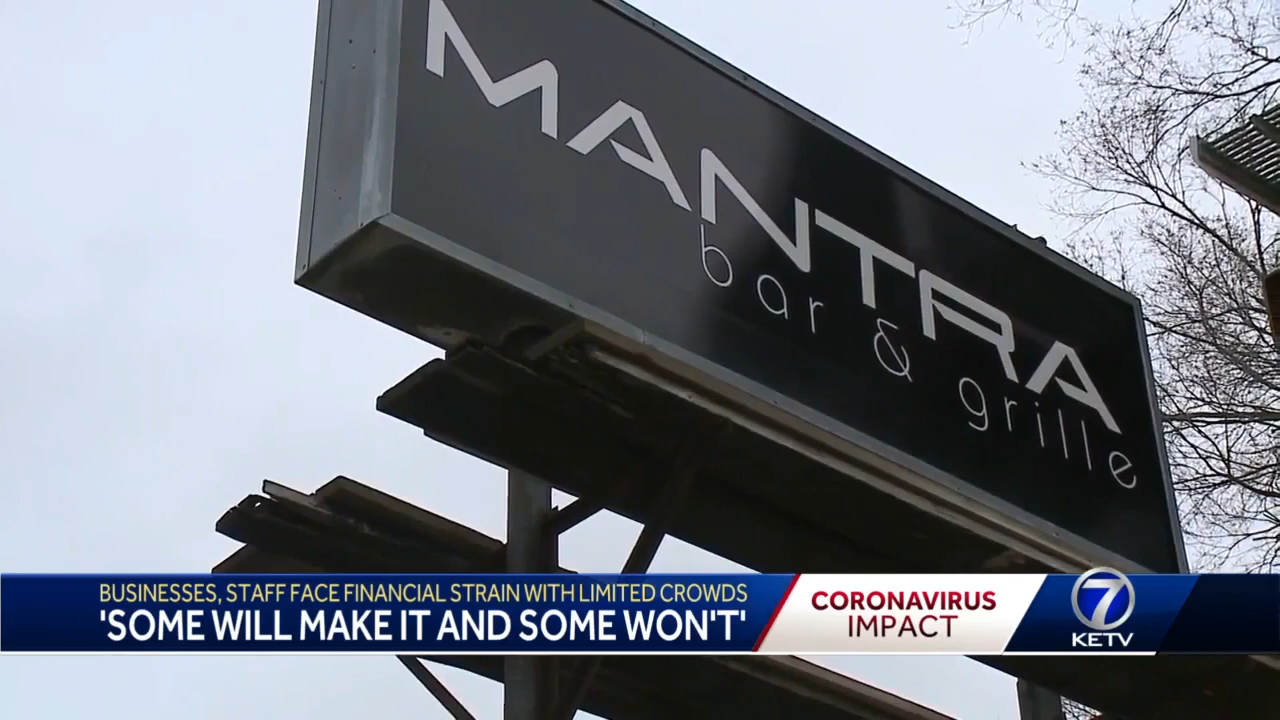 MANTRA
bar & grille
BUSINESSES, STAFF FACE FINANCIAL STRAIN WITH LIMITED CROWDS
'SOME WILL MAKE IT AND SOME WON'T'
CORONAVIRUS
IMPACT
7
KETV